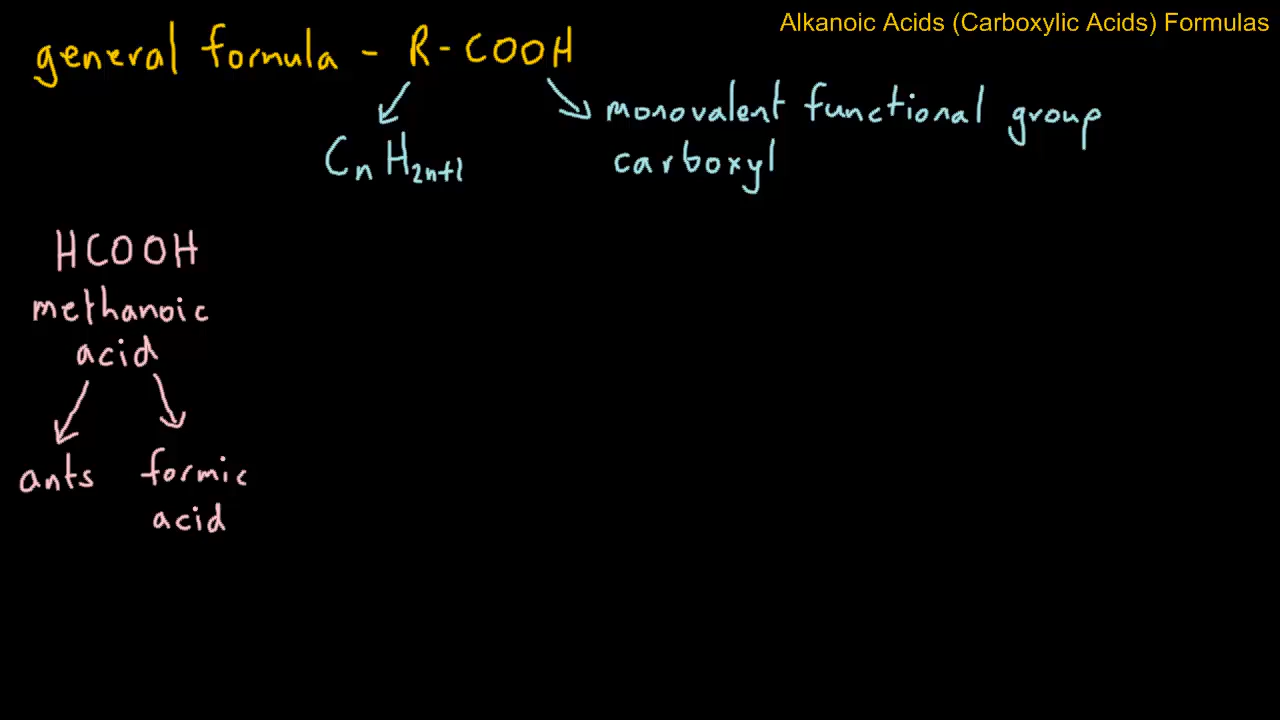 Alkanoic Acids (Carboxylic Acids) Formulas
general formula - R-COOH
CnH2n+1
monovalent functional group
carboxyl
HCOOH
methanoic
acid
ants
formic
acid